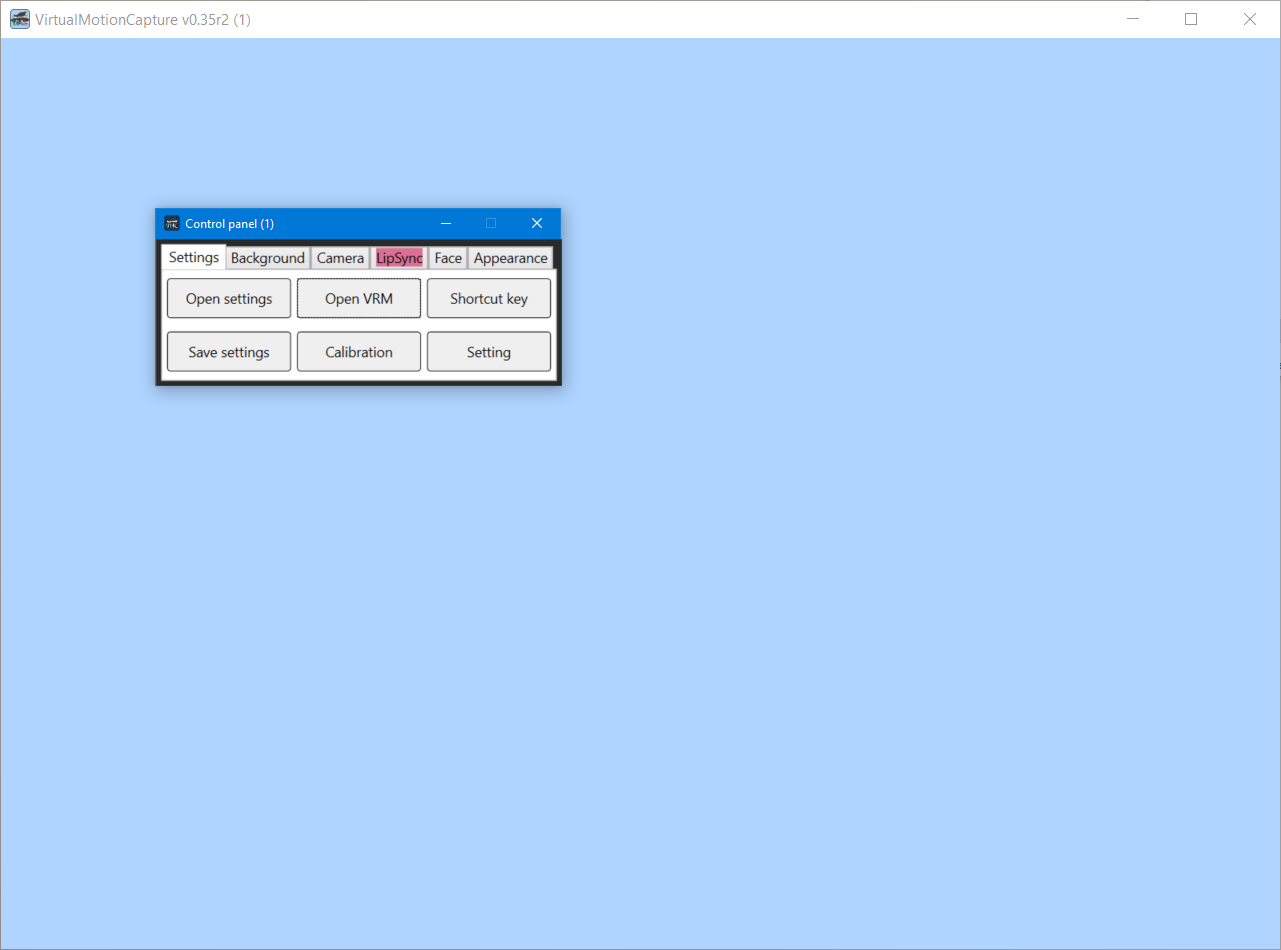 VirtualMotionCapture v0.35r2 (1)
Control panel (1)
Settings Background Camera LipSync Face Appearance
Open settings Open VRM Shortcut key
Save settings Calibration Setting